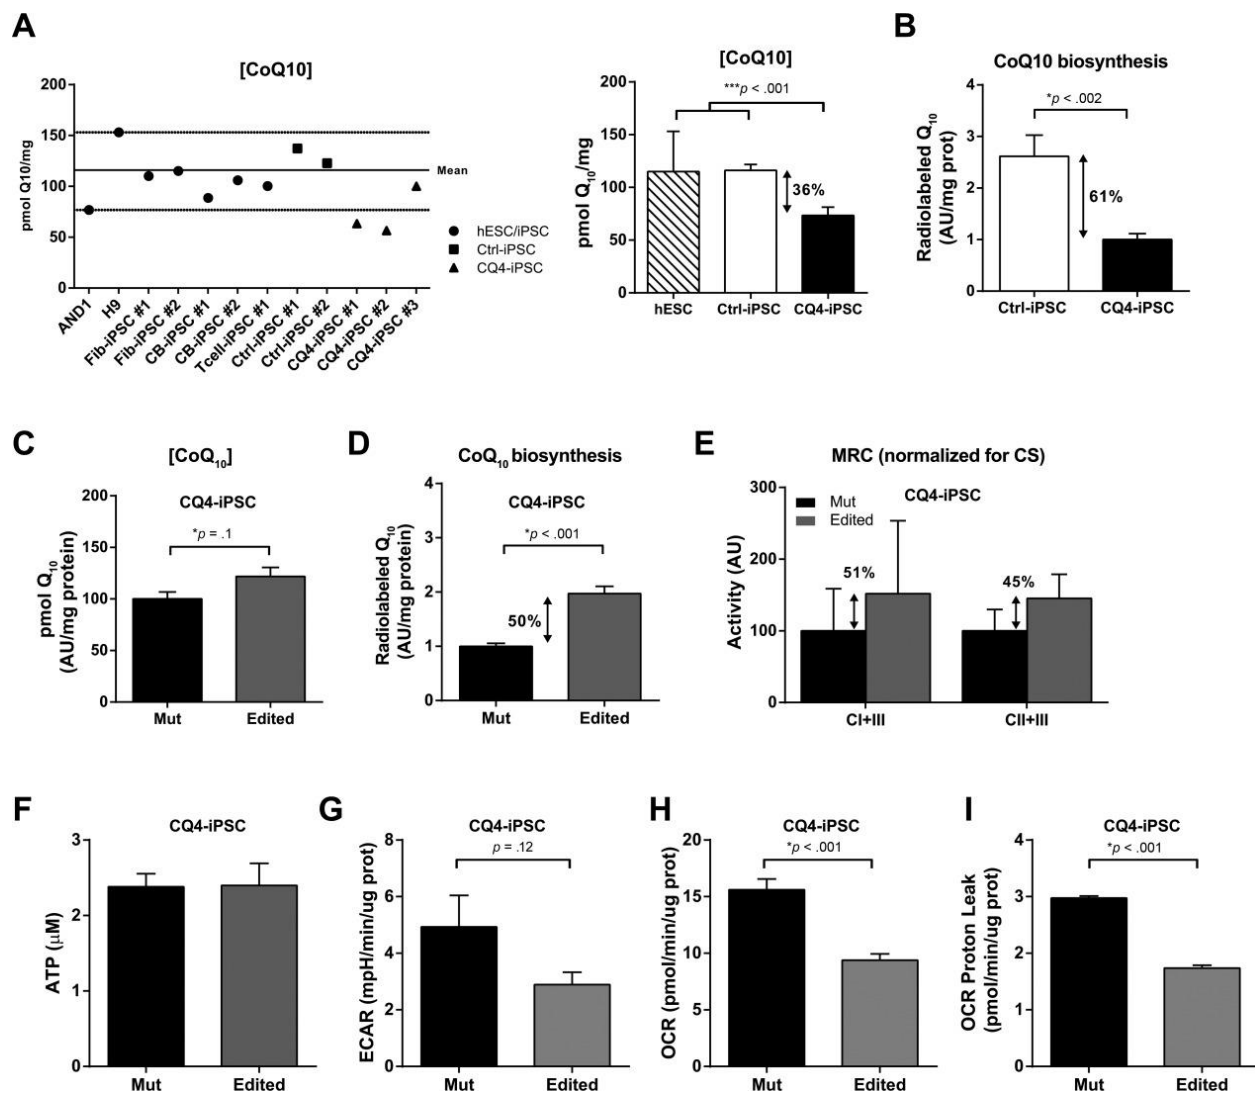 A
[CoQ10]
pmol Q10/mg
200
150
100
50
0
Mean
hESC/iPSC
Ctrl-iPSC
CQ4-iPSC
AND1
H9
Fib-iPSC #1
Fib-iPSC #2
CB-iPSC #1
CB-iPSC #2
Tcell-iPSC #1
Ctrl-iPSC #1
Ctrl-iPSC #2
CQ4-iPSC #1
CQ4-iPSC #2
CQ4-iPSC #3
[CoQ10]
***p < .001
pmol Q10/mg
200
150
100
50
0
36%
hESC
Ctrl-iPSC
CQ4-iPSC
B
CoQ10 biosynthesis
*p < .002
Radiolabeled Q10
(AU/mg prot)
4
3
2
1
0
61%
Ctrl-iPSC
CQ4-iPSC
C
[CoQ10]
CQ4-iPSC
*p = .1
pmol Q10
(AU/mg protein)
200
150
100
50
0
Mut
Edited
D
CoQ10 biosynthesis
CQ4-iPSC
*p < .001
Radiolabeled Q10
(AU/mg protein)
4
3
2
1
0
50%
Mut
Edited
E
MRC (normalized for CS)
CQ4-iPSC
Mut
Edited
Activity (AU)
300
200
100
0
51%
45%
CI+III
CII+III
F
CQ4-iPSC
ATP (μM)
3
2
1
0
Mut
Edited
G
CQ4-iPSC
p = .12
ECAR (mpH/min/ug prot)
8
6
4
2
0
Mut
Edited
H
CQ4-iPSC
*p < .001
OCR (pmol/min/ug prot)
20
15
10
5
0
Mut
Edited
I
CQ4-iPSC
*p < .001
OCR Proton Leak
(pmol/min/ug prot)
4
3
2
1
0
Mut
Edited